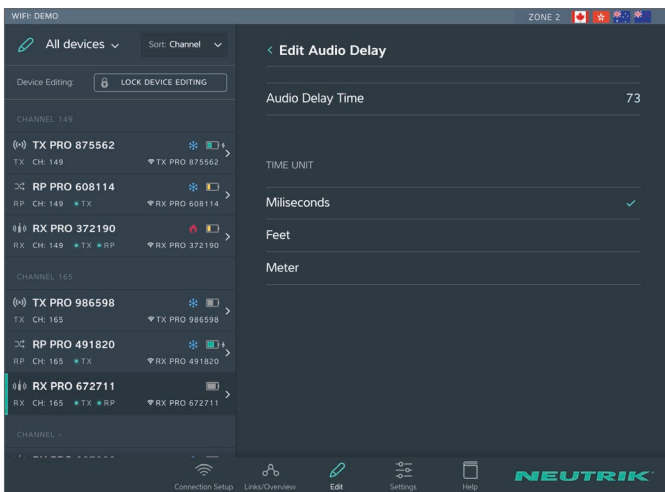 WIFI: DEMO
ZONE 2
All devices
Sort: Channel
Device Editing:
LOCK DEVICE EDITING
CHANNEL 149
TX PRO 875562
TX CH: 149
TX PRO 875562
RP PRO 608114
RP CH: 149 TX
RX PRO 608114
RX PRO 372190
RX CH: 149 TX RP
RX PRO 372190
CHANNEL 165
TX PRO 986598
TX CH: 165
TX PRO 986598
RP PRO 491820
RP CH: 165 TX
RX PRO 491820
RX PRO 672711
RX CH: 165 TX RP
RX PRO 672711
CHANNEL -
< Edit Audio Delay
Audio Delay Time 73
TIME UNIT
Miliseconds
Feet
Meter
Connection Setup
Links/Overview
Edit
Settings
Help
NEUTRIK